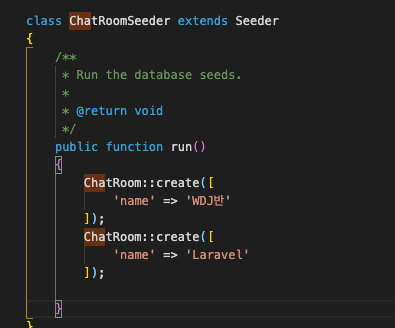 class ChatRoomSeeder extends Seeder
{
    /**
     * Run the database seeds.
     *
     * @return void
     */
    public function run()
    {
        ChatRoom::create([
            'name' => 'WDJ반'
        ]);
        ChatRoom::create([
            'name' => 'Laravel'
        ]);
    }
}